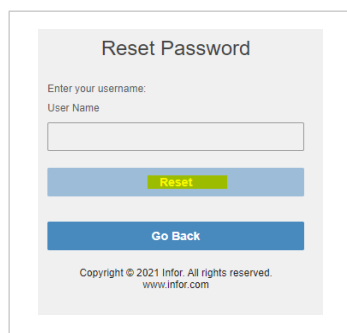 Reset Password
Enter your username:
User Name
Reset
Go Back
Copyright © 2021 Infor. All rights reserved.
www.infor.com